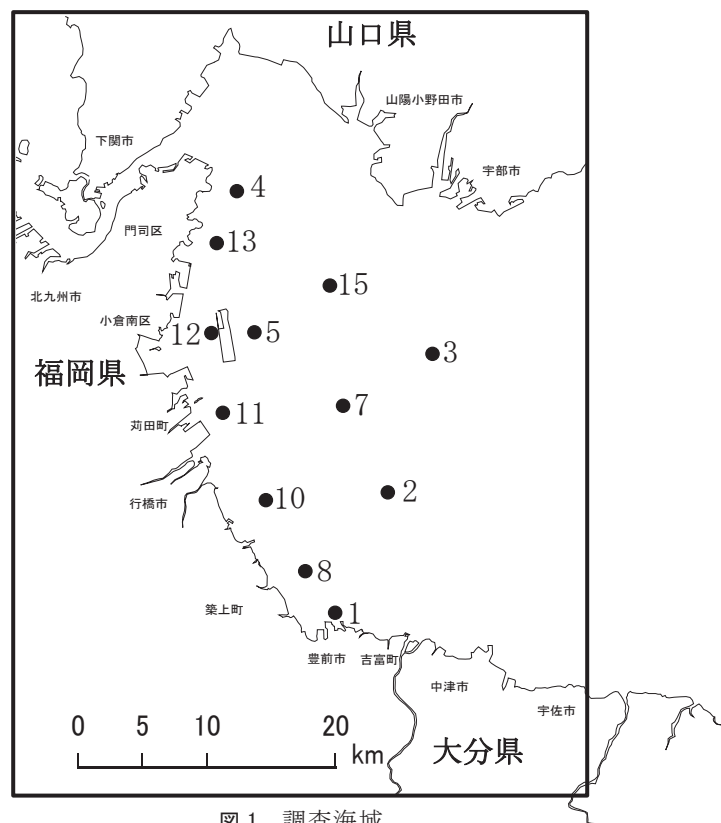 山口県
山陽小野田市
下関市
宇部市
4
門司区
13
15
北九州市
小倉南区
12
5
3
福岡県
7
11
苅田町
2
10
行橋市
8
1
築上町
豊前市
吉富町
中津市
宇佐市
0 5 10 20
km
大分県
図1 調査海域